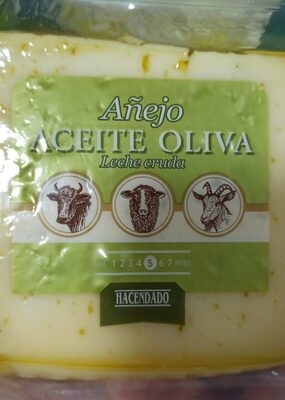 Añejo
ACEITE OLIVA
Leche cruda
1 2 3 4 5 6 7
HACENDADO